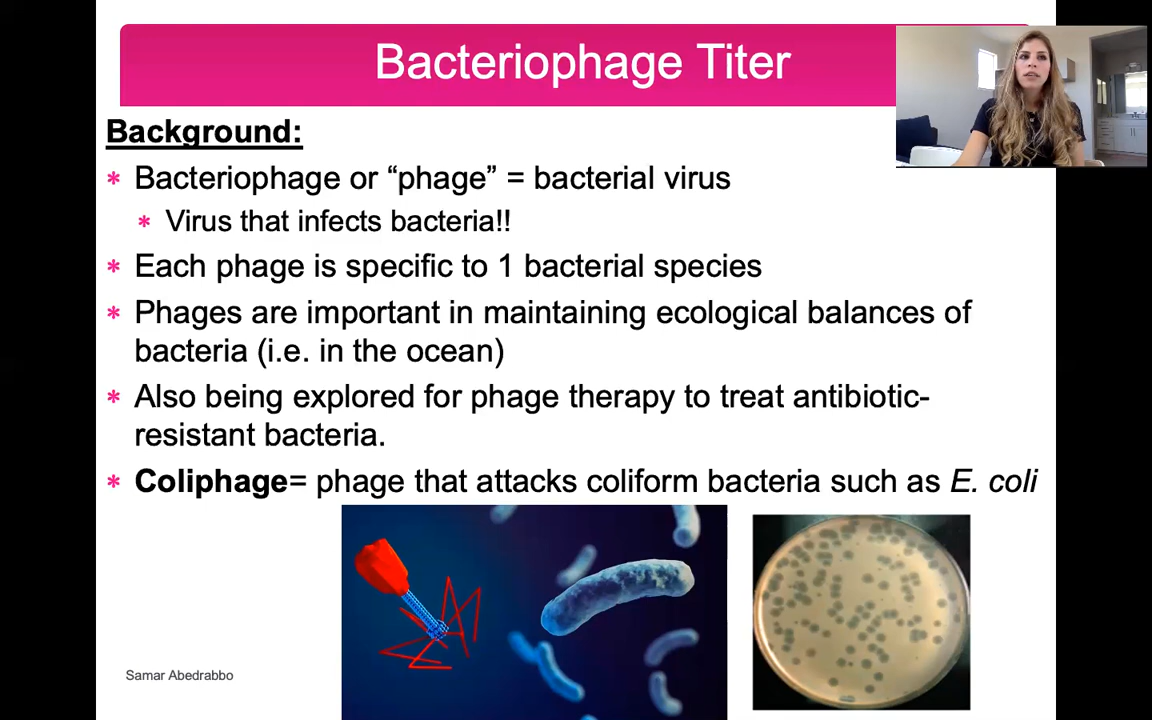 Bacteriophage Titer
Background:
* Bacteriophage or “phage” = bacterial virus
* Virus that infects bacteria!!
* Each phage is specific to 1 bacterial species
* Phages are important in maintaining ecological balances of
bacteria (i.e. in the ocean)
* Also being explored for phage therapy to treat antibiotic-
resistant bacteria.
* Coliphage= phage that attacks coliform bacteria such as E. coli
Samar Abedrabbo